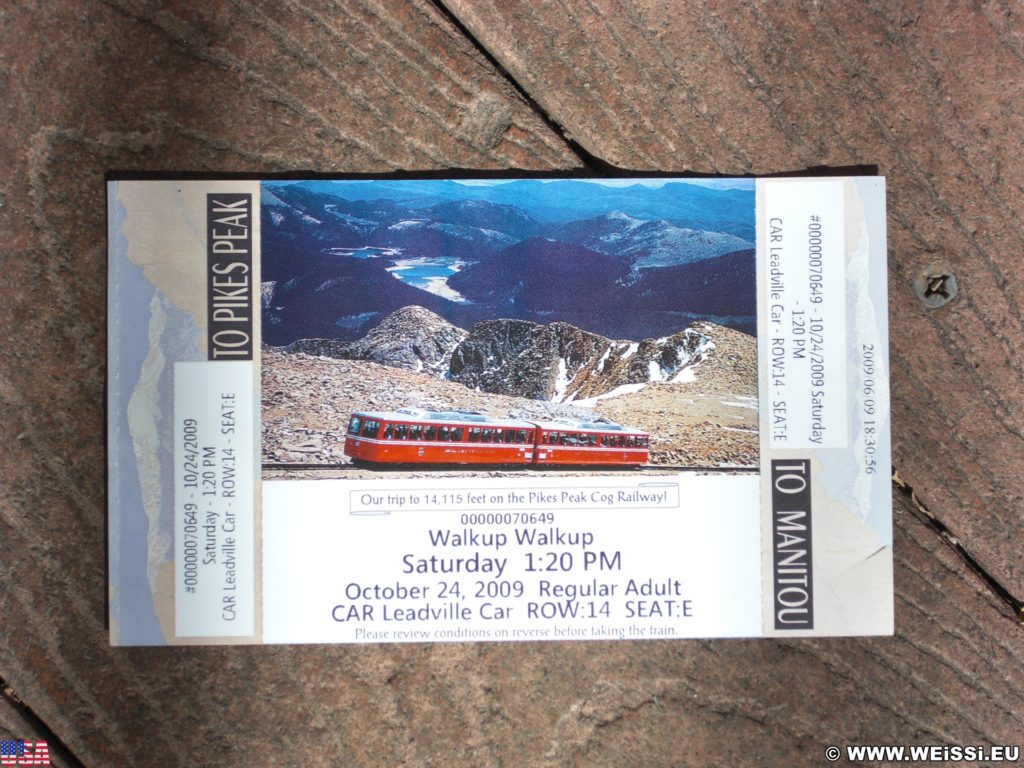 TO PIKES PEAK
#00000070649 - 10/24/2009
Saturday - 1:20 PM
CAR Leadville Car - ROW:14 - SEAT:E
Our trip to 14,115 feet on the Pikes Peak Cog Railway!
00000070649
Walkup Walkup
Saturday 1:20 PM
October 24, 2009 Regular Adult
CAR Leadville Car ROW:14 SEAT:E
Please review conditions on reverse before taking the train.
#00000070649 - 10/24/2009 Saturday
- 1:20 PM
CAR Leadville Car - ROW:14 - SEAT:E
2009/06/09 18:30:56
TO MANITOU
USA
© WWW.WEISSI.EU